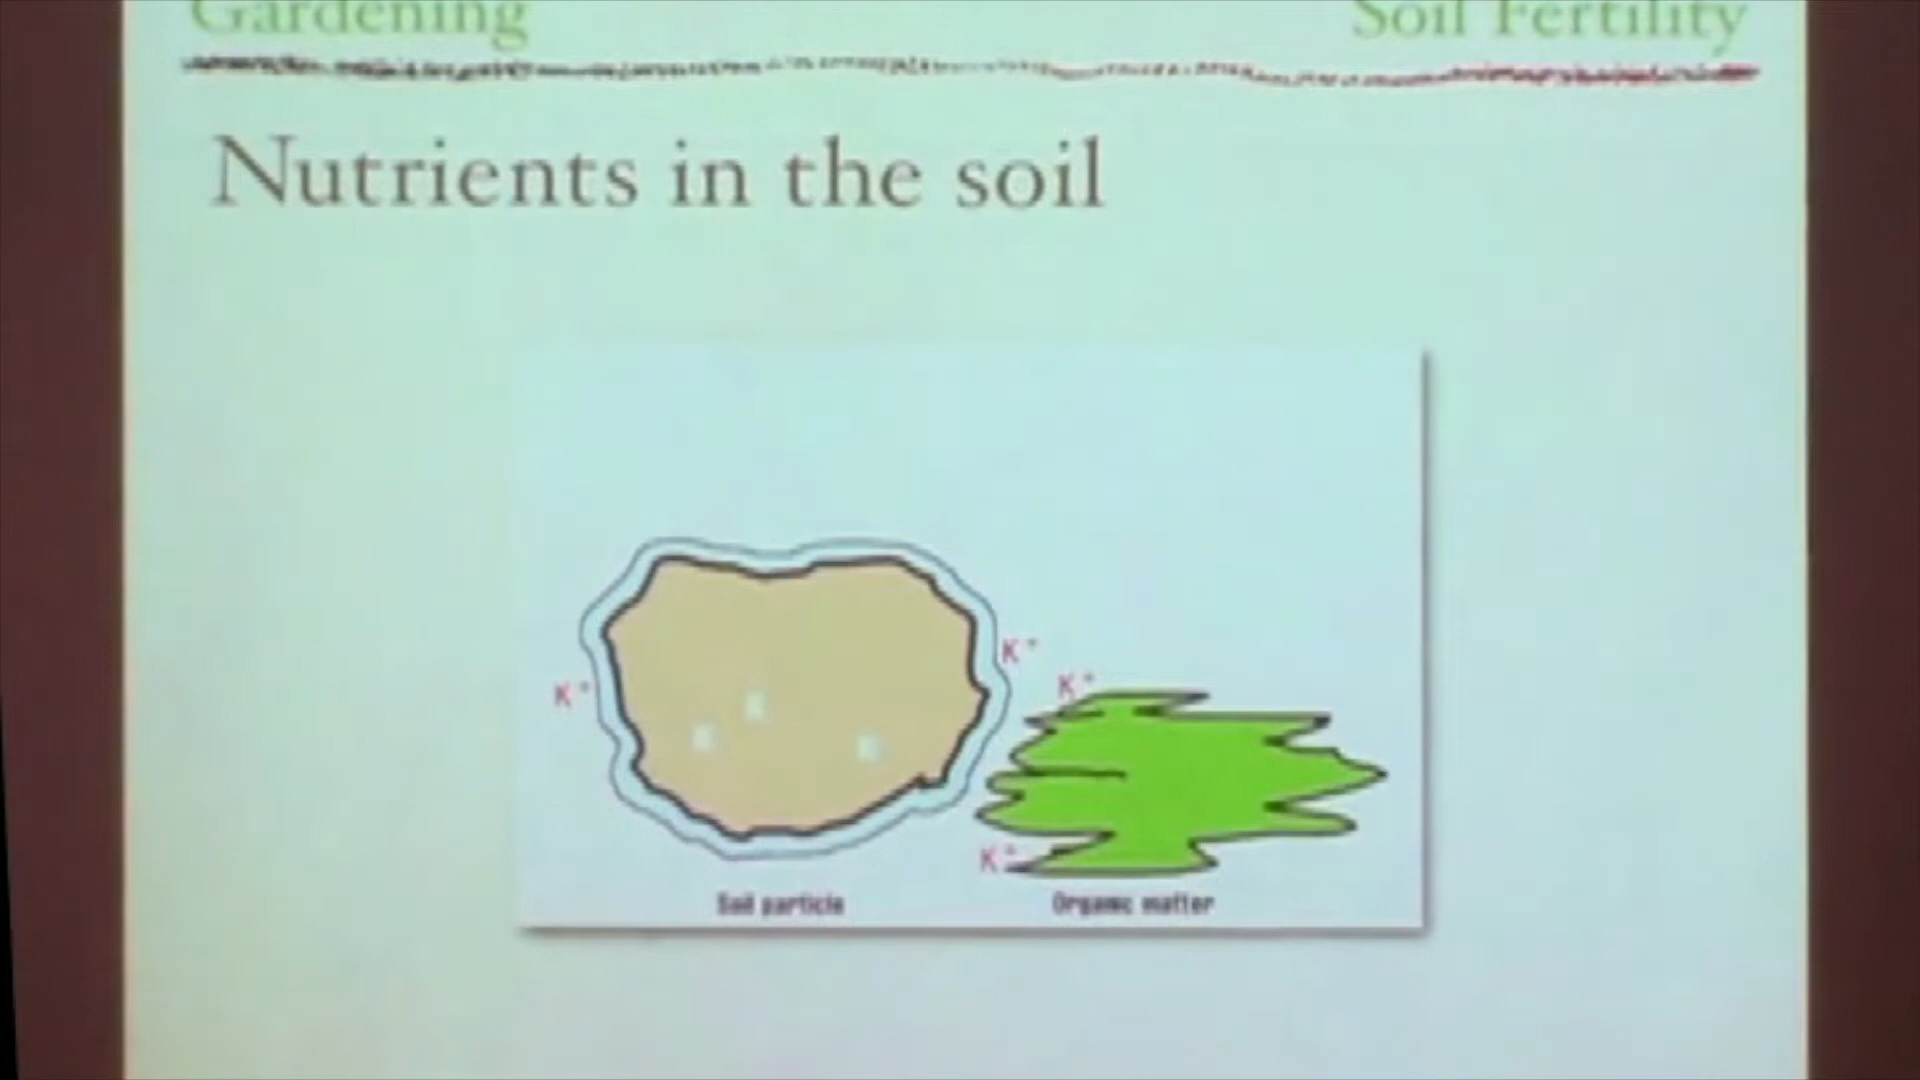 Gardening Soil Fertility
Nutrients in the soil
K+
K+
K+
K+
Soil particle Organic matter